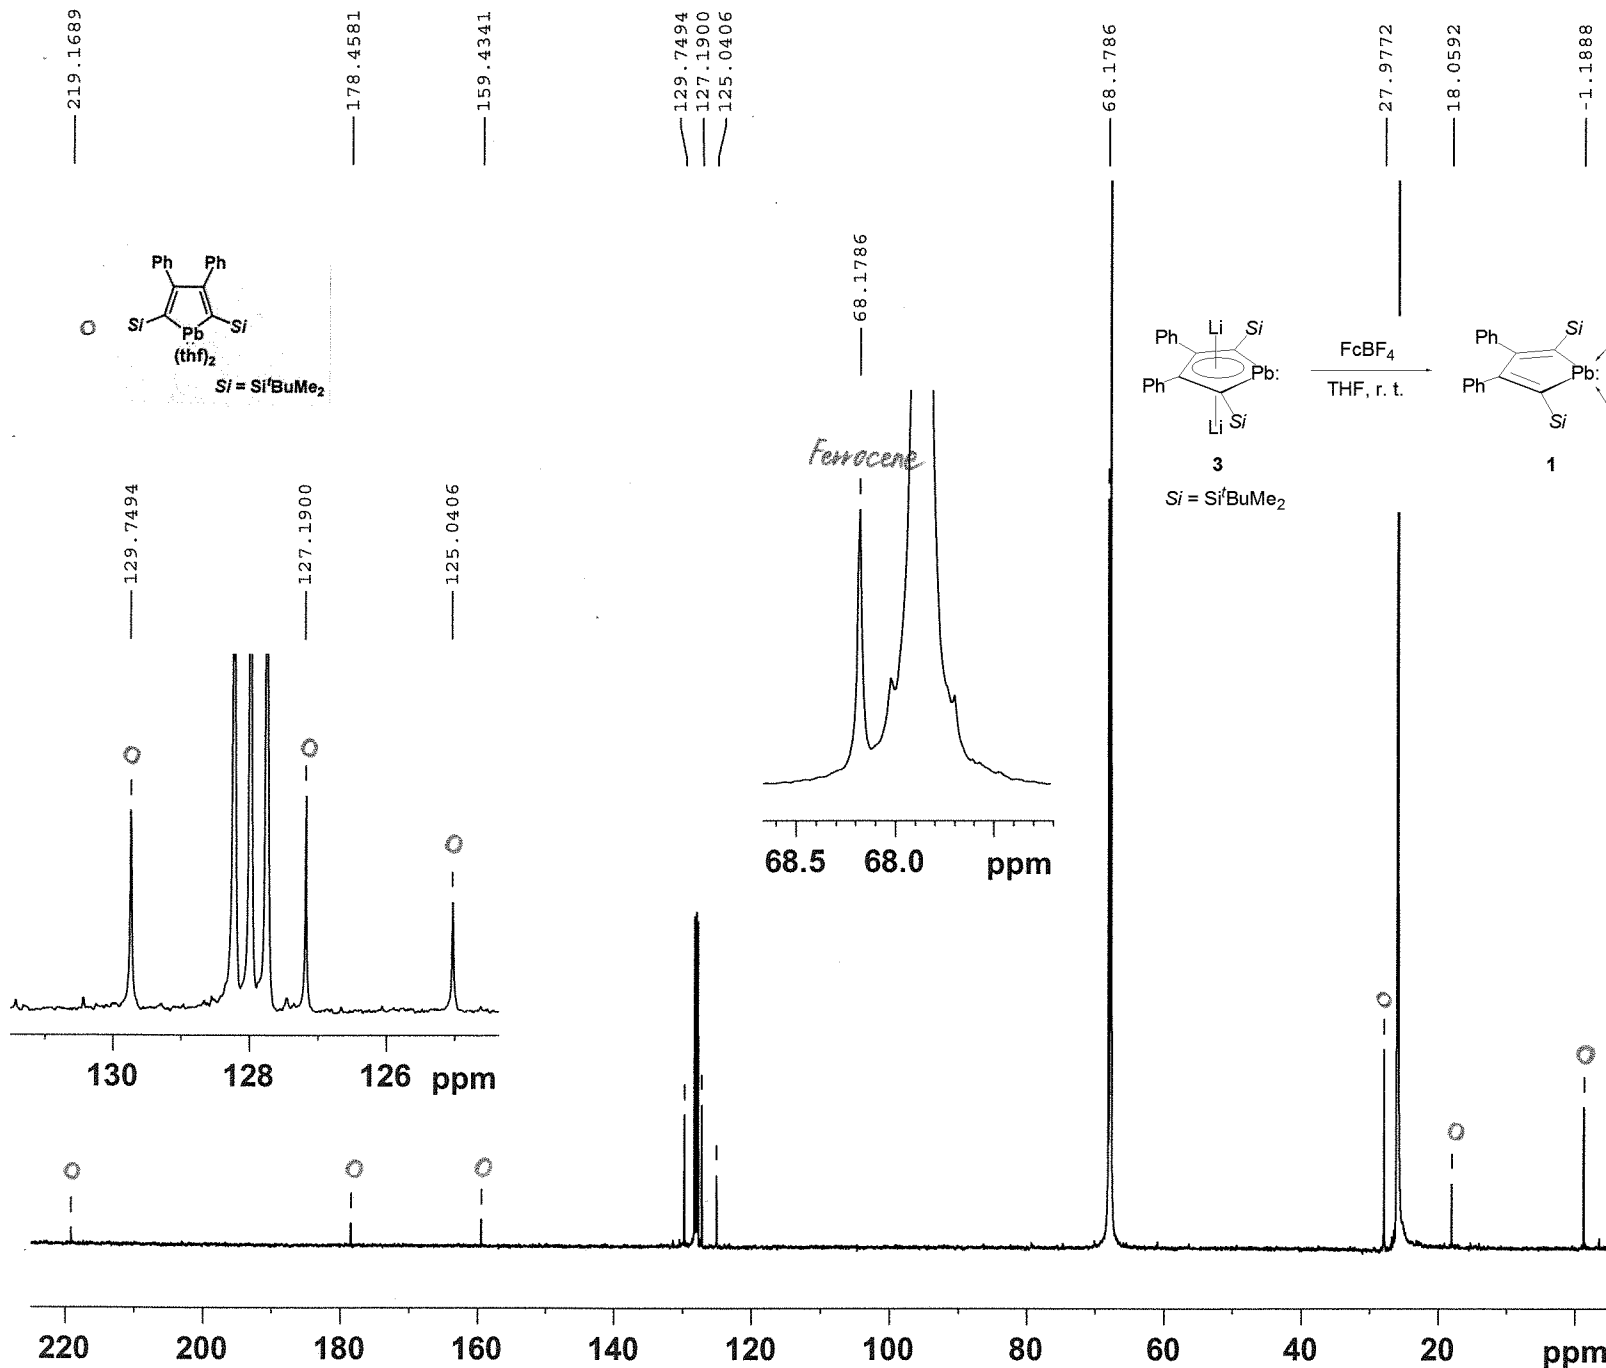 219.1689
178.4581
159.4341
129.7494
127.1900
125.0406
68.1786
27.9772
18.0592
-1.1888
Ph Ph
Si Pb Si
(thf)2
Si = SitBuMe2
68.1786
Ferrocene
68.5 68.0 ppm
Li Si
Ph
Pb:
Ph
Li Si
3
Si = SitBuMe2
FcBF4
THF, r. t.
Si
Ph
Pb:
Ph
Si
1
129.7494
127.1900
125.0406
130 128 126 ppm
220 200 180 160 140 120 100 80 60 40 20 ppm